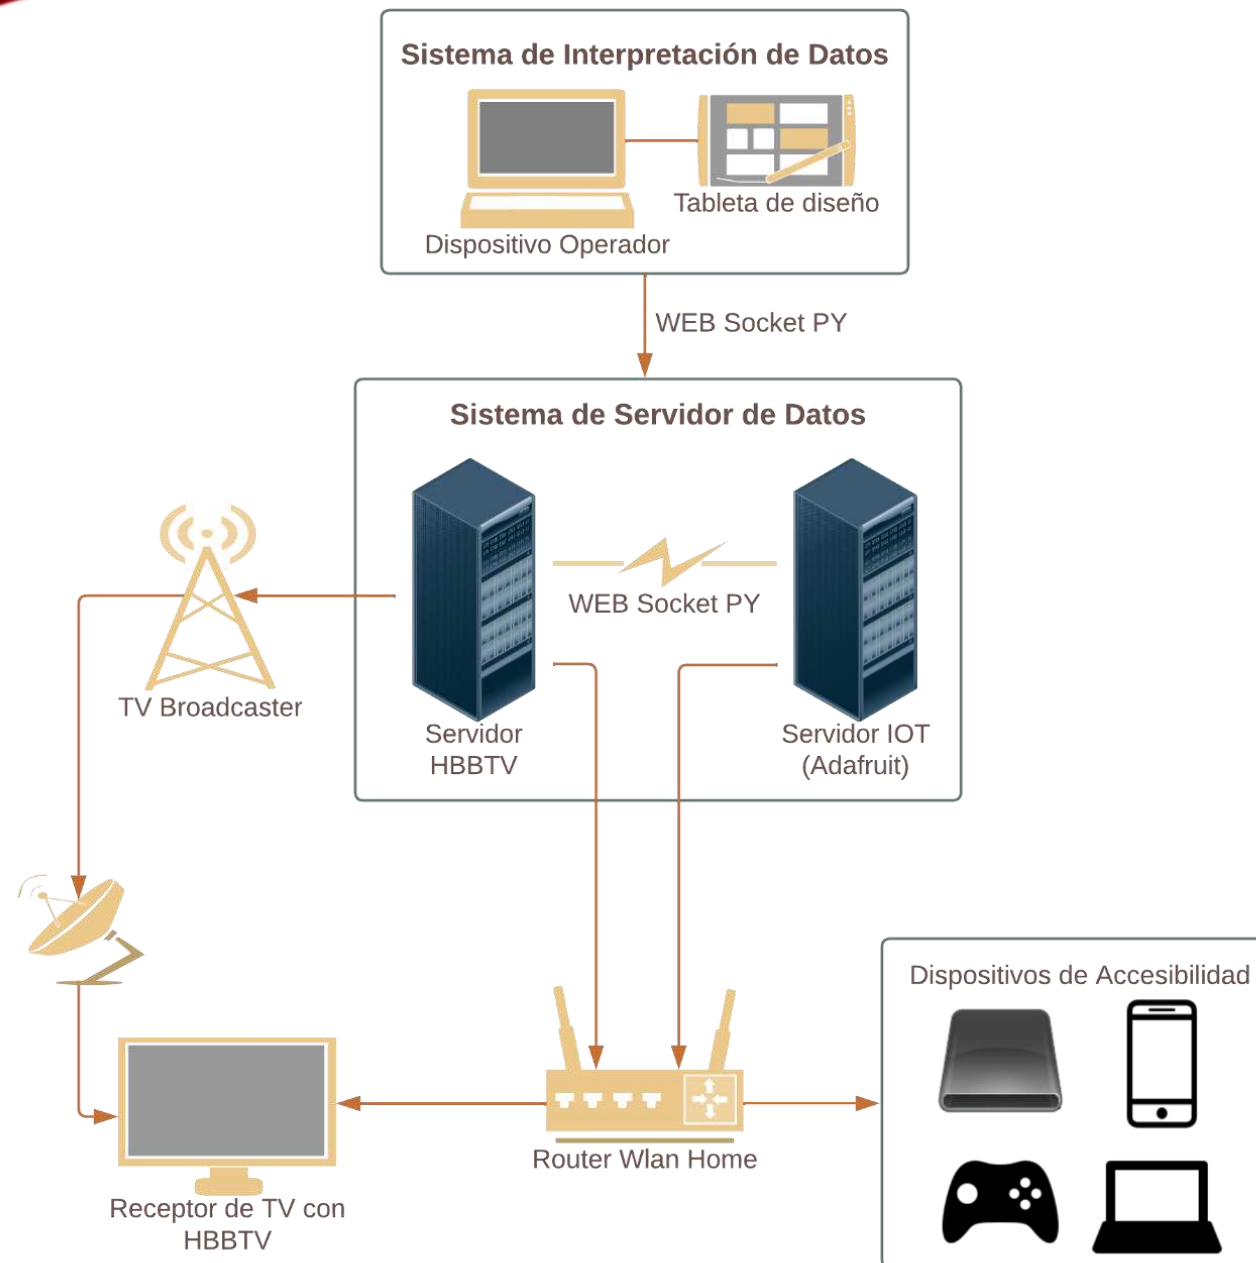 Sistema de Interpretación de Datos
Tableta de diseño
Dispositivo Operador
WEB Socket PY
Sistema de Servidor de Datos
WEB Socket PY
TV Broadcaster
Servidor
HBBTV
Servidor IOT
(Adafruit)
Dispositivos de Accesibilidad
Router Wlan Home
Receptor de TV con
HBBTV